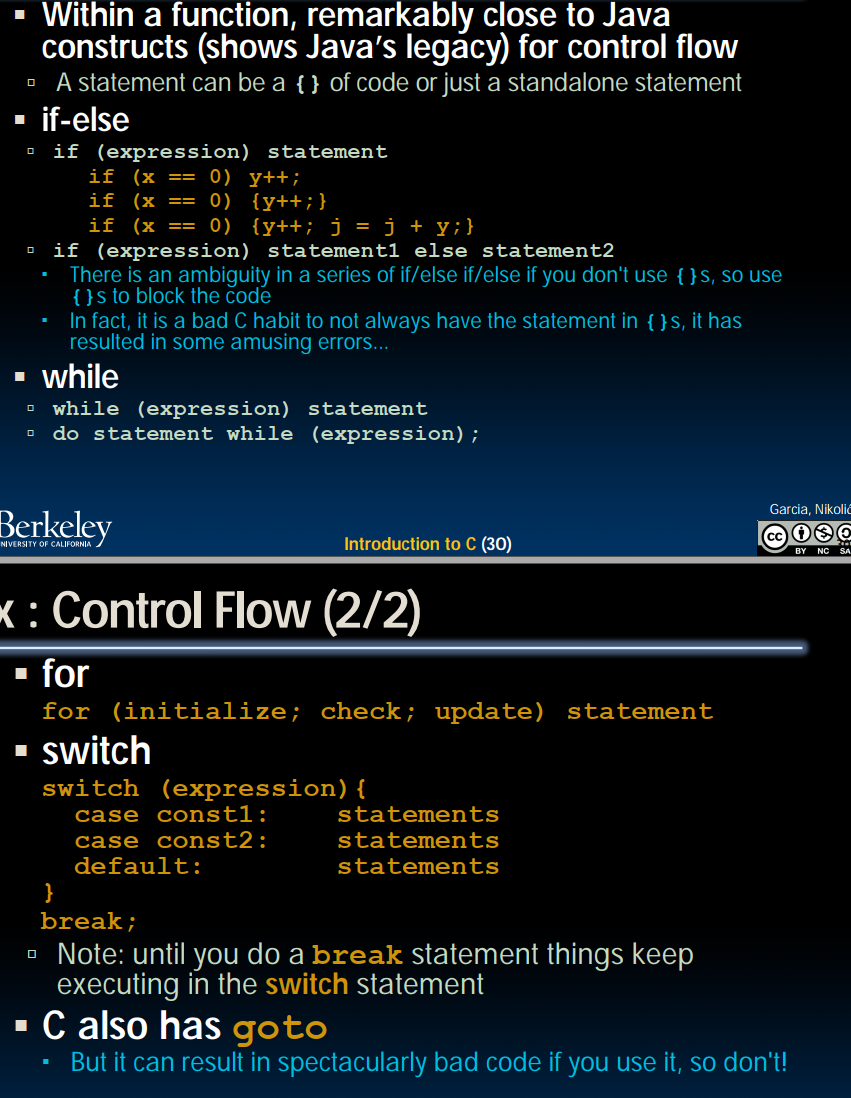 Within a function, remarkably close to Java
constructs (shows Java's legacy) for control flow
A statement can be a {} of code or just a standalone statement
if-else
if (expression) statement
if (x == 0) y++;
if (x == 0) {y++;}
if (x == 0) {y++; j = j + y;}
if (expression) statement1 else statement2
There is an ambiguity in a series of if/else if/else if you don't use {}s, so use
{}s to block the code
In fact, it is a bad C habit to not always have the statement in {}s, it has
resulted in some amusing errors...
while
while (expression) statement
do statement while (expression);
Garcia, Nikolić
Berkeley
UNIVERSITY OF CALIFORNIA
Introduction to C (30)
cc
BY NC SA
x : Control Flow (2/2)
for
for (initialize; check; update) statement
switch
switch (expression){
case const1: statements
case const2: statements
default: statements
}
break;
Note: until you do a break statement things keep
executing in the switch statement
C also has goto
But it can result in spectacularly bad code if you use it, so don't!